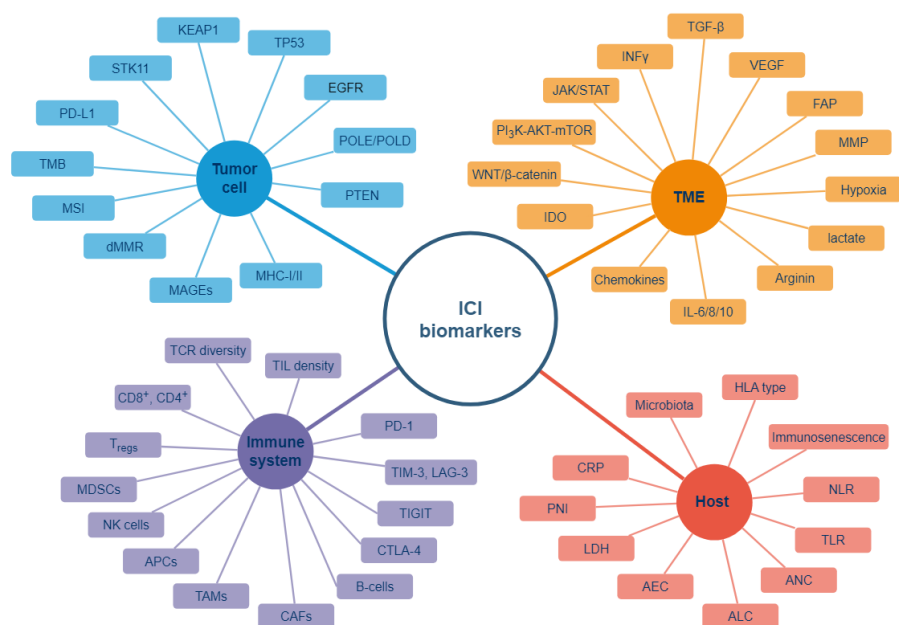 KEAP1
TP53
STK11
EGFR
PD-L1
POLE/POLD
TMB
Tumor
cell
PTEN
MSI
dMMR
MHC-I/II
MAGEs
TGF-β
INFγ
VEGF
JAK/STAT
FAP
PI₃K-AKT-mTOR
MMP
WNT/β-catenin
TME
Hypoxia
IDO
lactate
Chemokines
Arginin
IL-6/8/10
ICI
biomarkers
TCR diversity
TIL density
CD8⁺, CD4⁺
PD-1
Tregs
Immune
system
TIM-3, LAG-3
MDSCs
TIGIT
NK cells
CTLA-4
APCs
B-cells
TAMs
CAFs
HLA type
Microbiota
Immunosenescence
CRP
NLR
PNI
Host
TLR
LDH
ANC
AEC
ALC